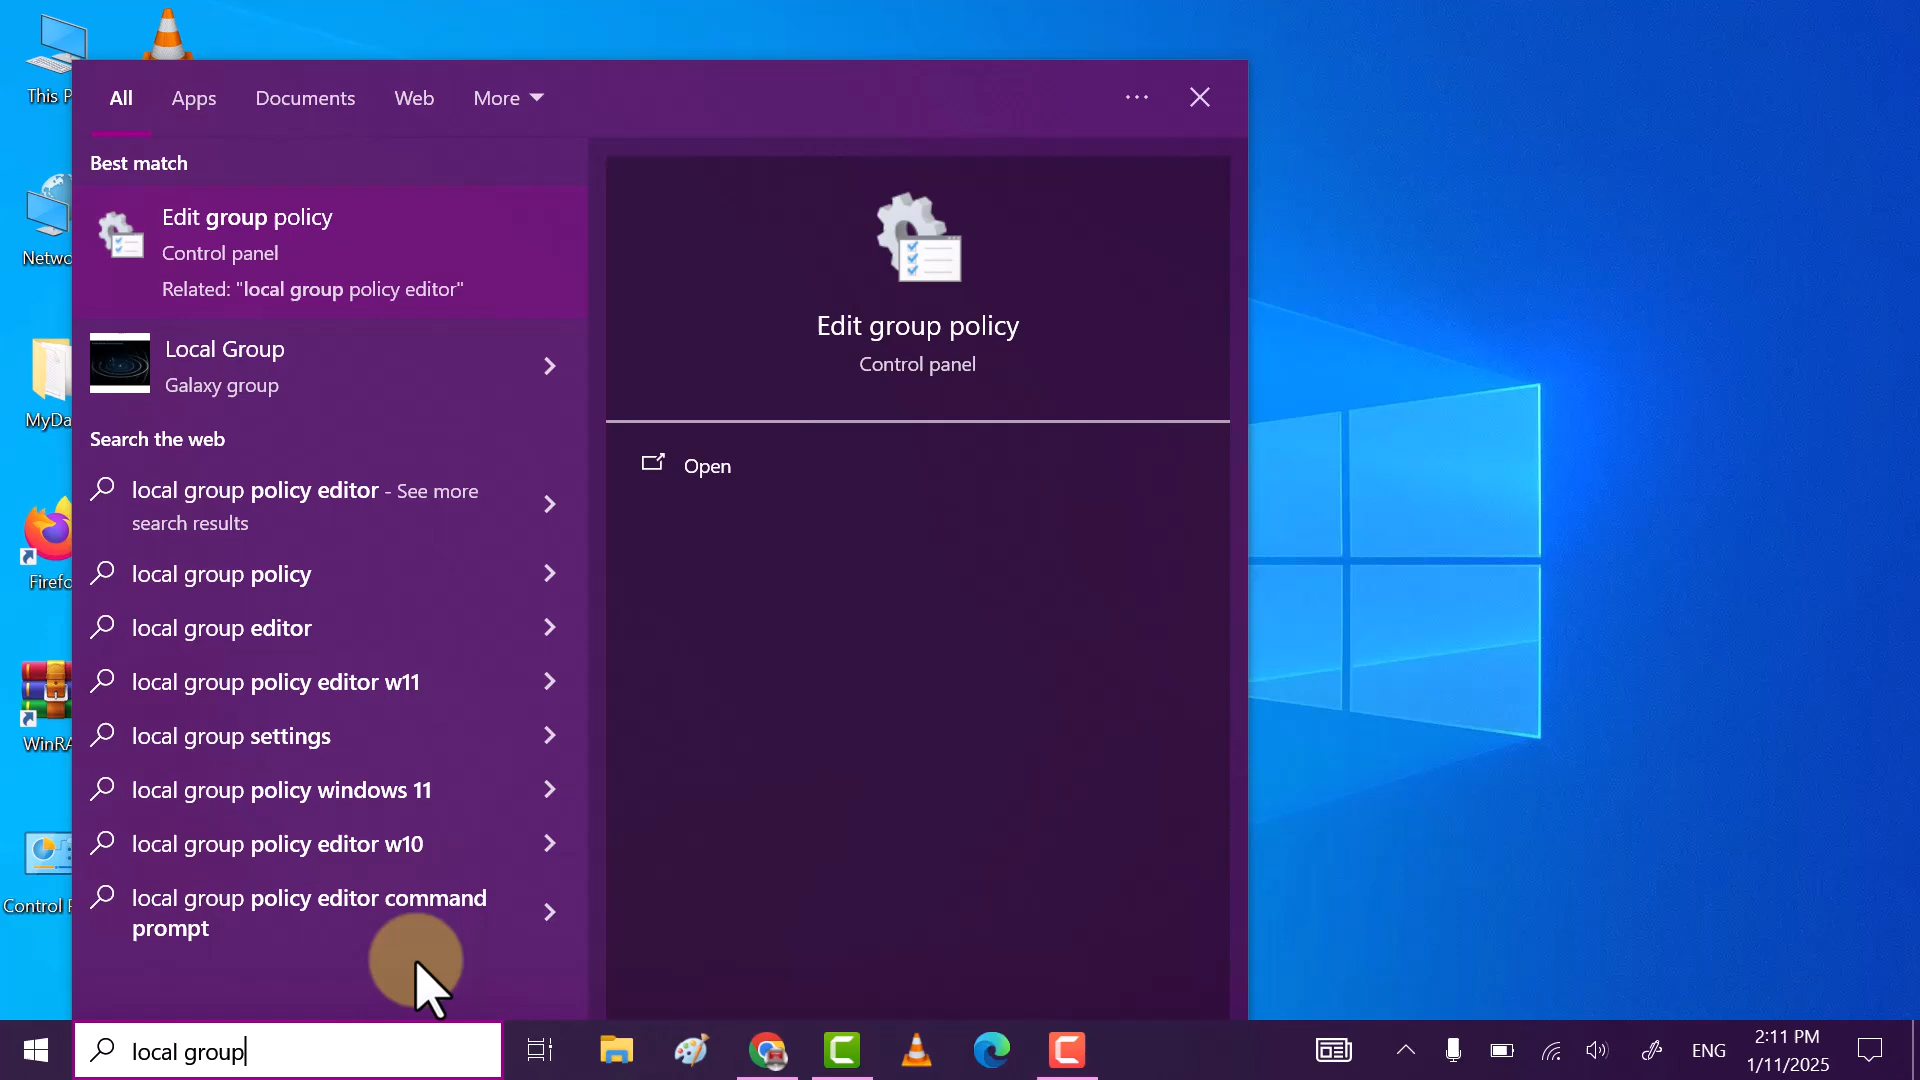 This P
All
Apps
Documents
Web
More
Best match
Edit group policy
Control panel
Related: "local group policy editor"
Local Group
Galaxy group
Search the web
local group policy editor - See more
search results
local group policy
local group editor
local group policy editor w11
local group settings
local group policy windows 11
local group policy editor w10
local group policy editor command
prompt
Edit group policy
Control panel
Open
Netwo
MyDa
Firefo
WinRA
Control P
local group
ENG
2:11 PM
1/11/2025